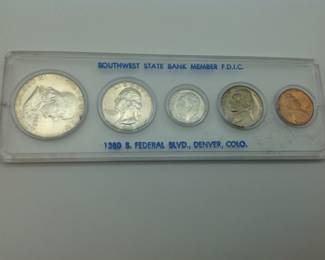 SOUTHWEST STATE BANK MEMBER F.D.I.C.
1380 S. FEDERAL BLVD., DENVER, COLO.